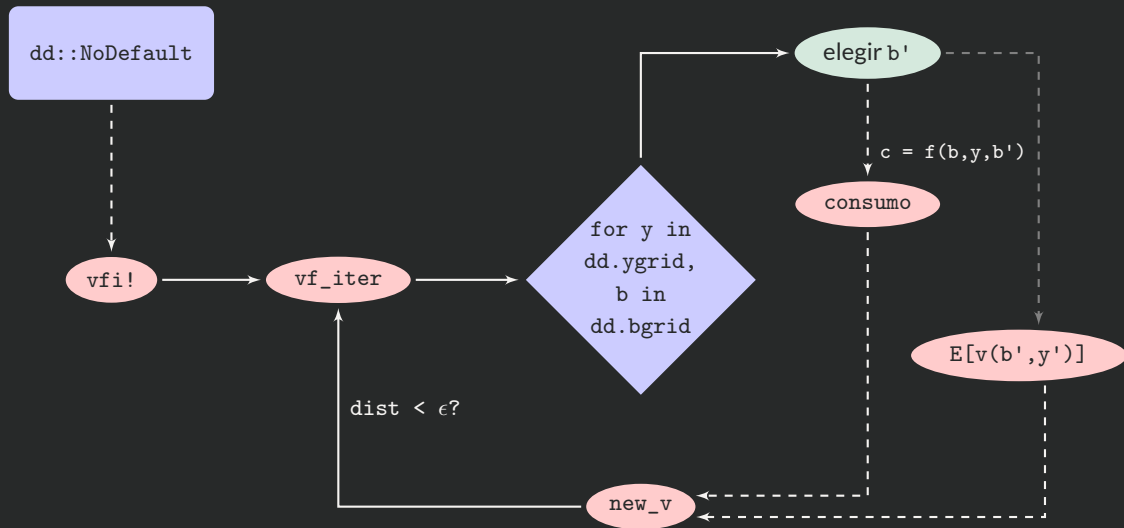 dd::NoDefault
elegir b'
c = f(b,y,b')
consumo
for y in
dd.ygrid,
b in
dd.bgrid
vfi!
vf_iter
E[v(b',y')]
dist < ϵ?
new_v